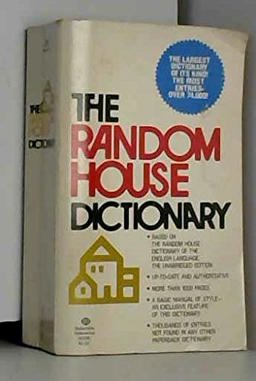 THE LARGEST
DICTIONARY
OF ITS KIND!
THE MOST
ENTRIES-
OVER 74,000!
THE
RANDOM
HOUSE
DICTIONARY
• BASED ON
THE RANDOM HOUSE
DICTIONARY OF THE
ENGLISH LANGUAGE,
THE UNABRIDGED EDITION
• UP-TO-DATE AND AUTHORITATIVE
• MORE THAN 1000 PAGES
• A BASIC MANUAL OF STYLE–
AN EXCLUSIVE FEATURE
OF THIS DICTIONARY
• THOUSANDS OF ENTRIES
NOT FOUND IN ANY OTHER
PAPERBACK DICTIONARY
THE
DICTIONARY